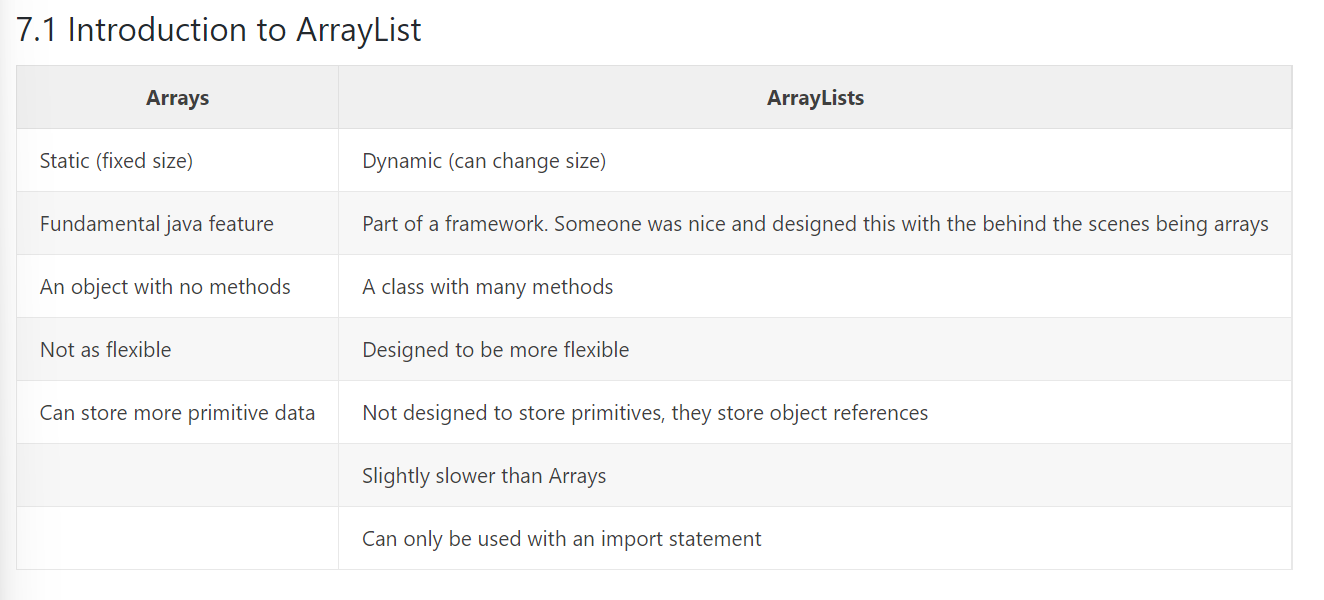 7.1 Introduction to ArrayList
Arrays ArrayLists
Static (fixed size) Dynamic (can change size)
Fundamental java feature Part of a framework. Someone was nice and designed this with the behind the scenes being arrays
An object with no methods A class with many methods
Not as flexible Designed to be more flexible
Can store more primitive data Not designed to store primitives, they store object references
Slightly slower than Arrays
Can only be used with an import statement